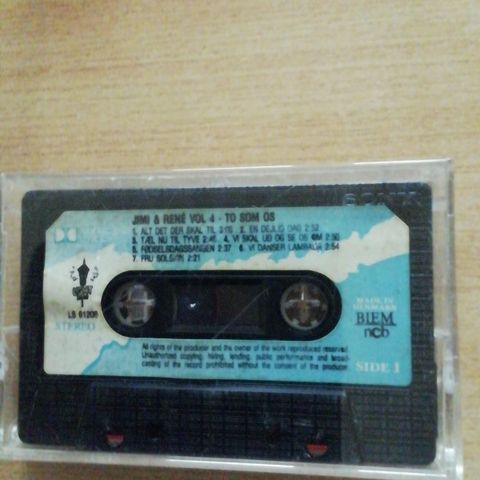 JIMI & RENÉ VOL 4 - TO SOM OS
1. ALT DET DER SKAL TIL 3:09 2. EN DEJLIG DAG 2:52
3. TÆL NU TIL TYVE 2:46 4. VI SKAL UD OG SE OS OM 2:50
5. FØDSELSDAGSSANGEN 2:37 6. VI DANSER LAMBADA 2:54
7. FRU SOLSKIN 2:21
LS 61208
STEREO
MADE IN
DENMARK
BIEM
ncb
All rights of the producer and the owner of the work reproduced reserved.
Unauthorized copying, hiring, lending, public performance and broad-
casting of the record prohibited without the consent of the producer
SIDE 1